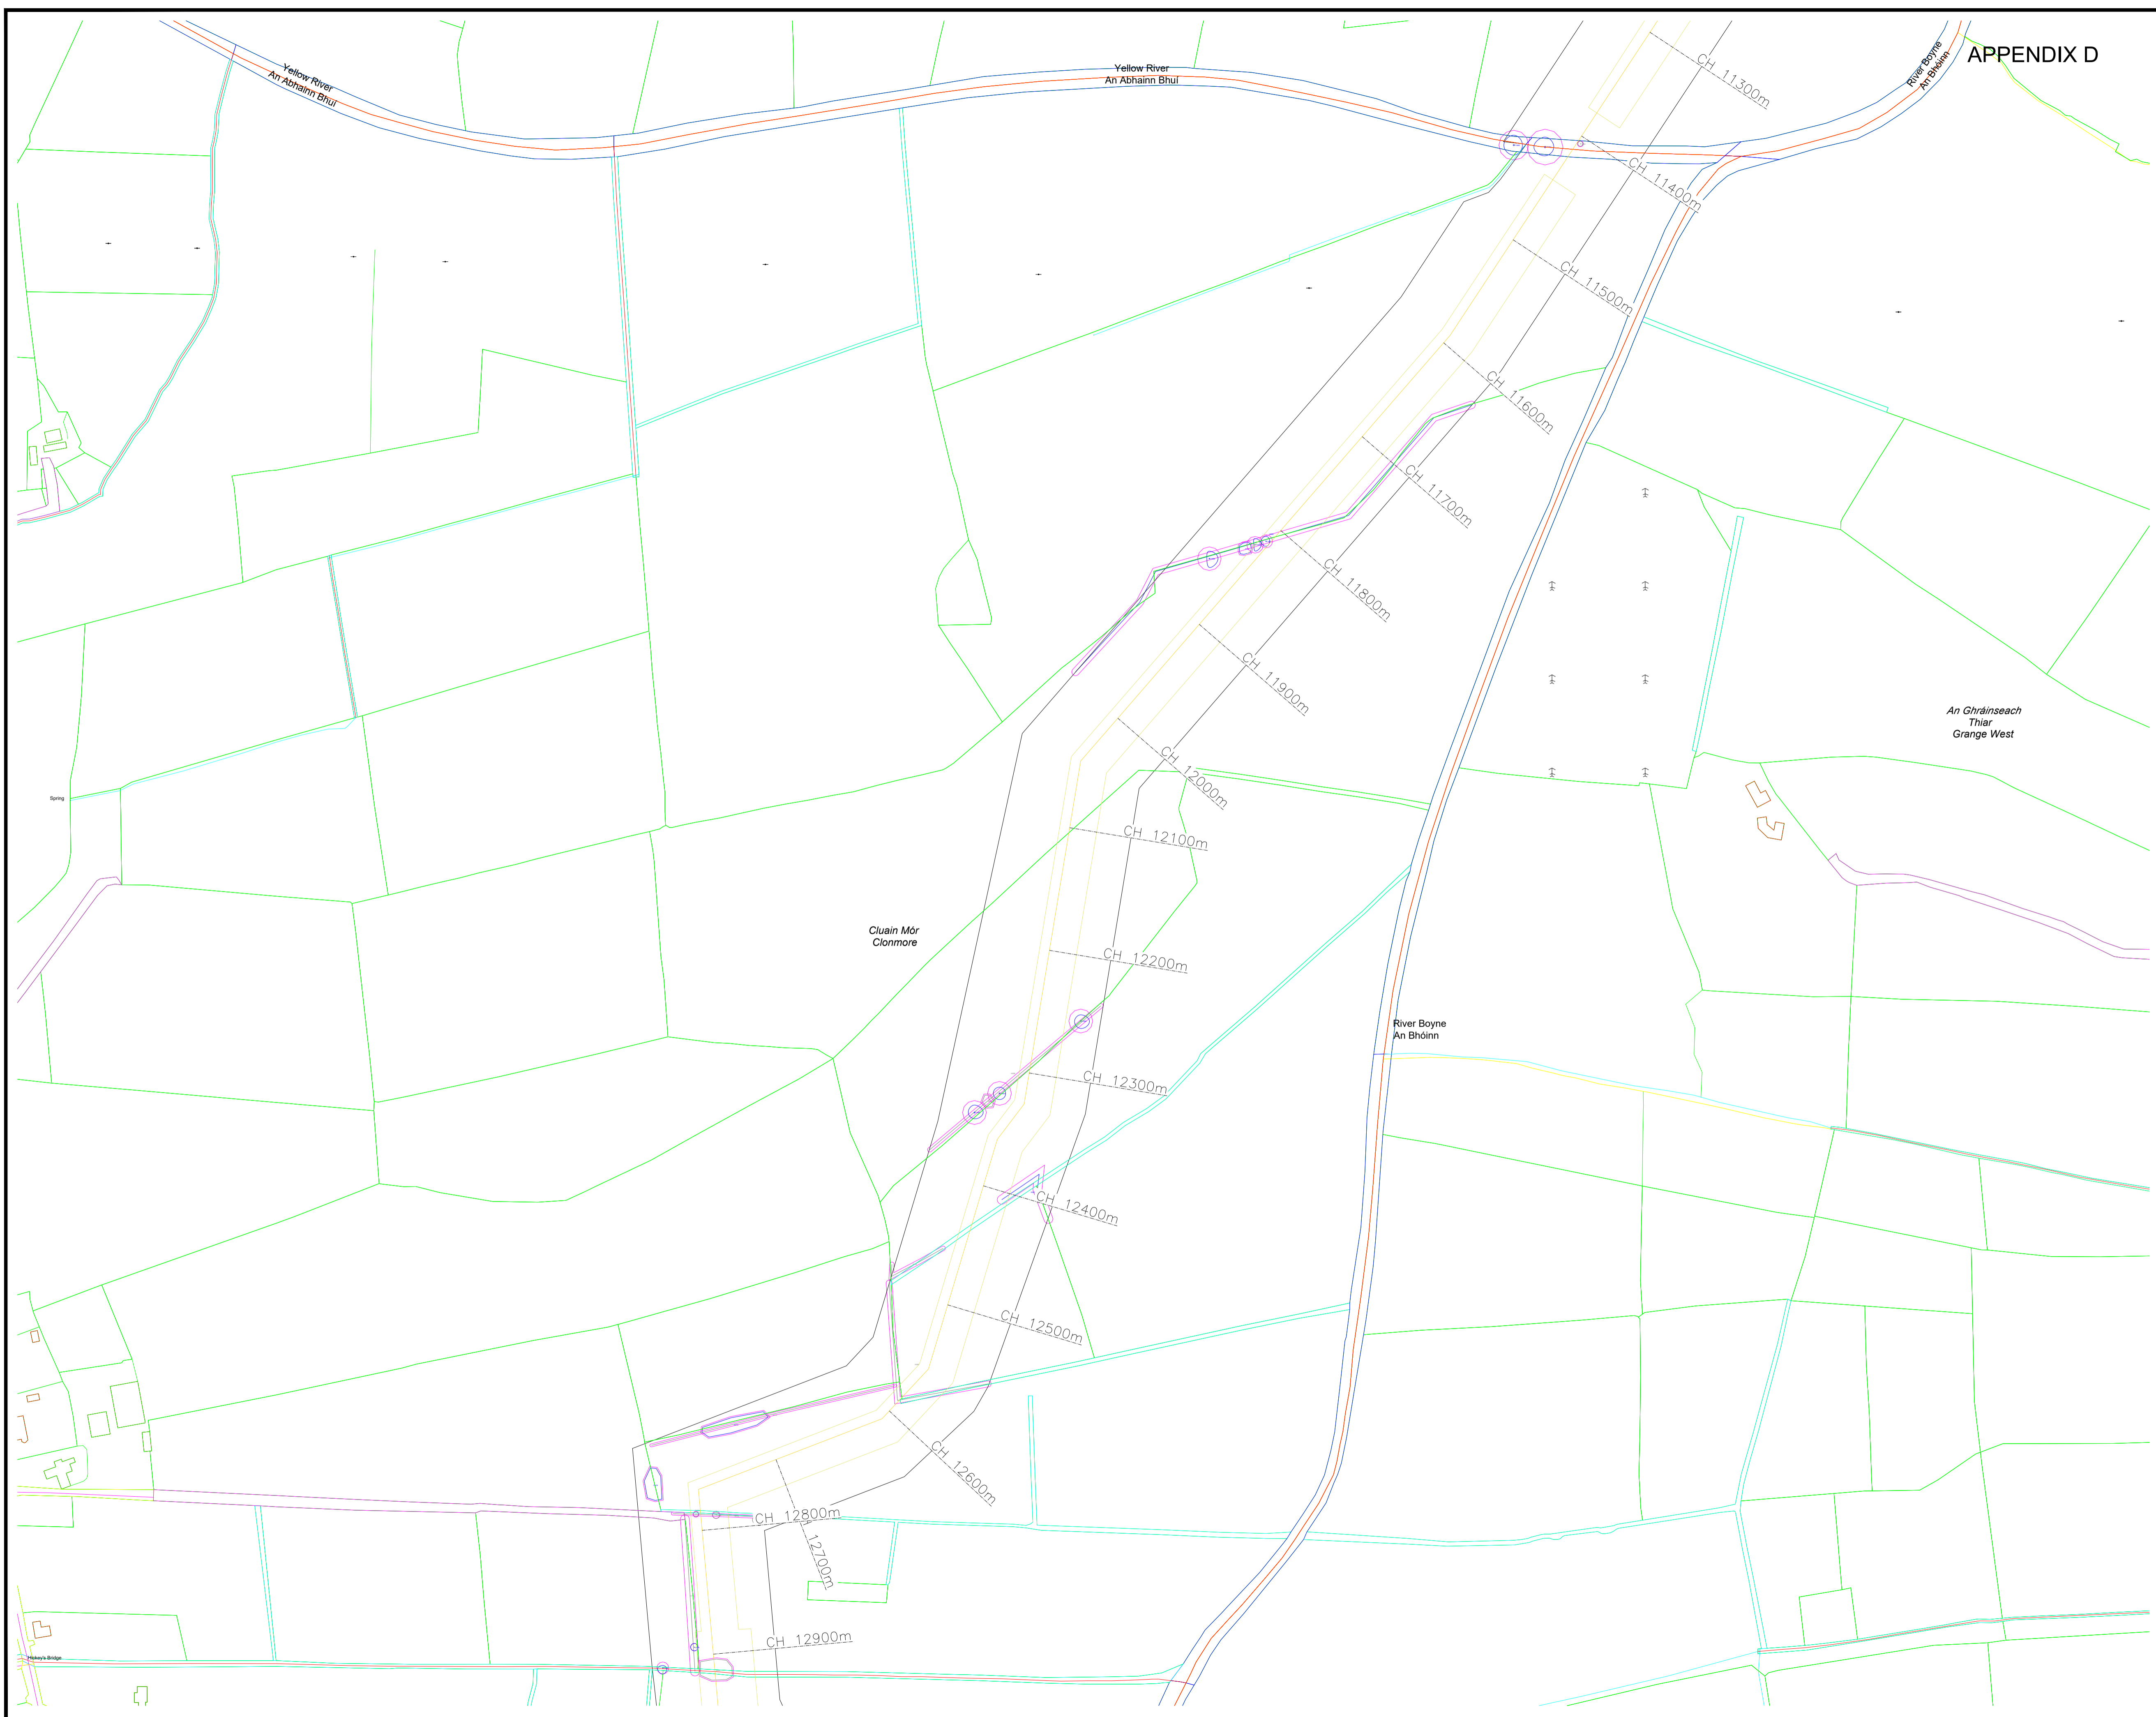 APPENDIX D
Yellow River
An Abhainn Bhuí
Yellow River
An Abhainn Bhuí
River Boyne
An Bhóinn
CH 11300m
CH 11400m
CH 11500m
CH 11600m
CH 11700m
CH 11800m
CH 11900m
An Ghráinseach
Thiar
Grange West
CH 12000m
Spring
CH 12100m
Cluain Mór
Clonmore
CH 12200m
River Boyne
An Bhóinn
CH 12300m
CH 12400m
CH 12500m
CH 12600m
CH 12800m
12700m
CH 12900m
Hickey's Bridge